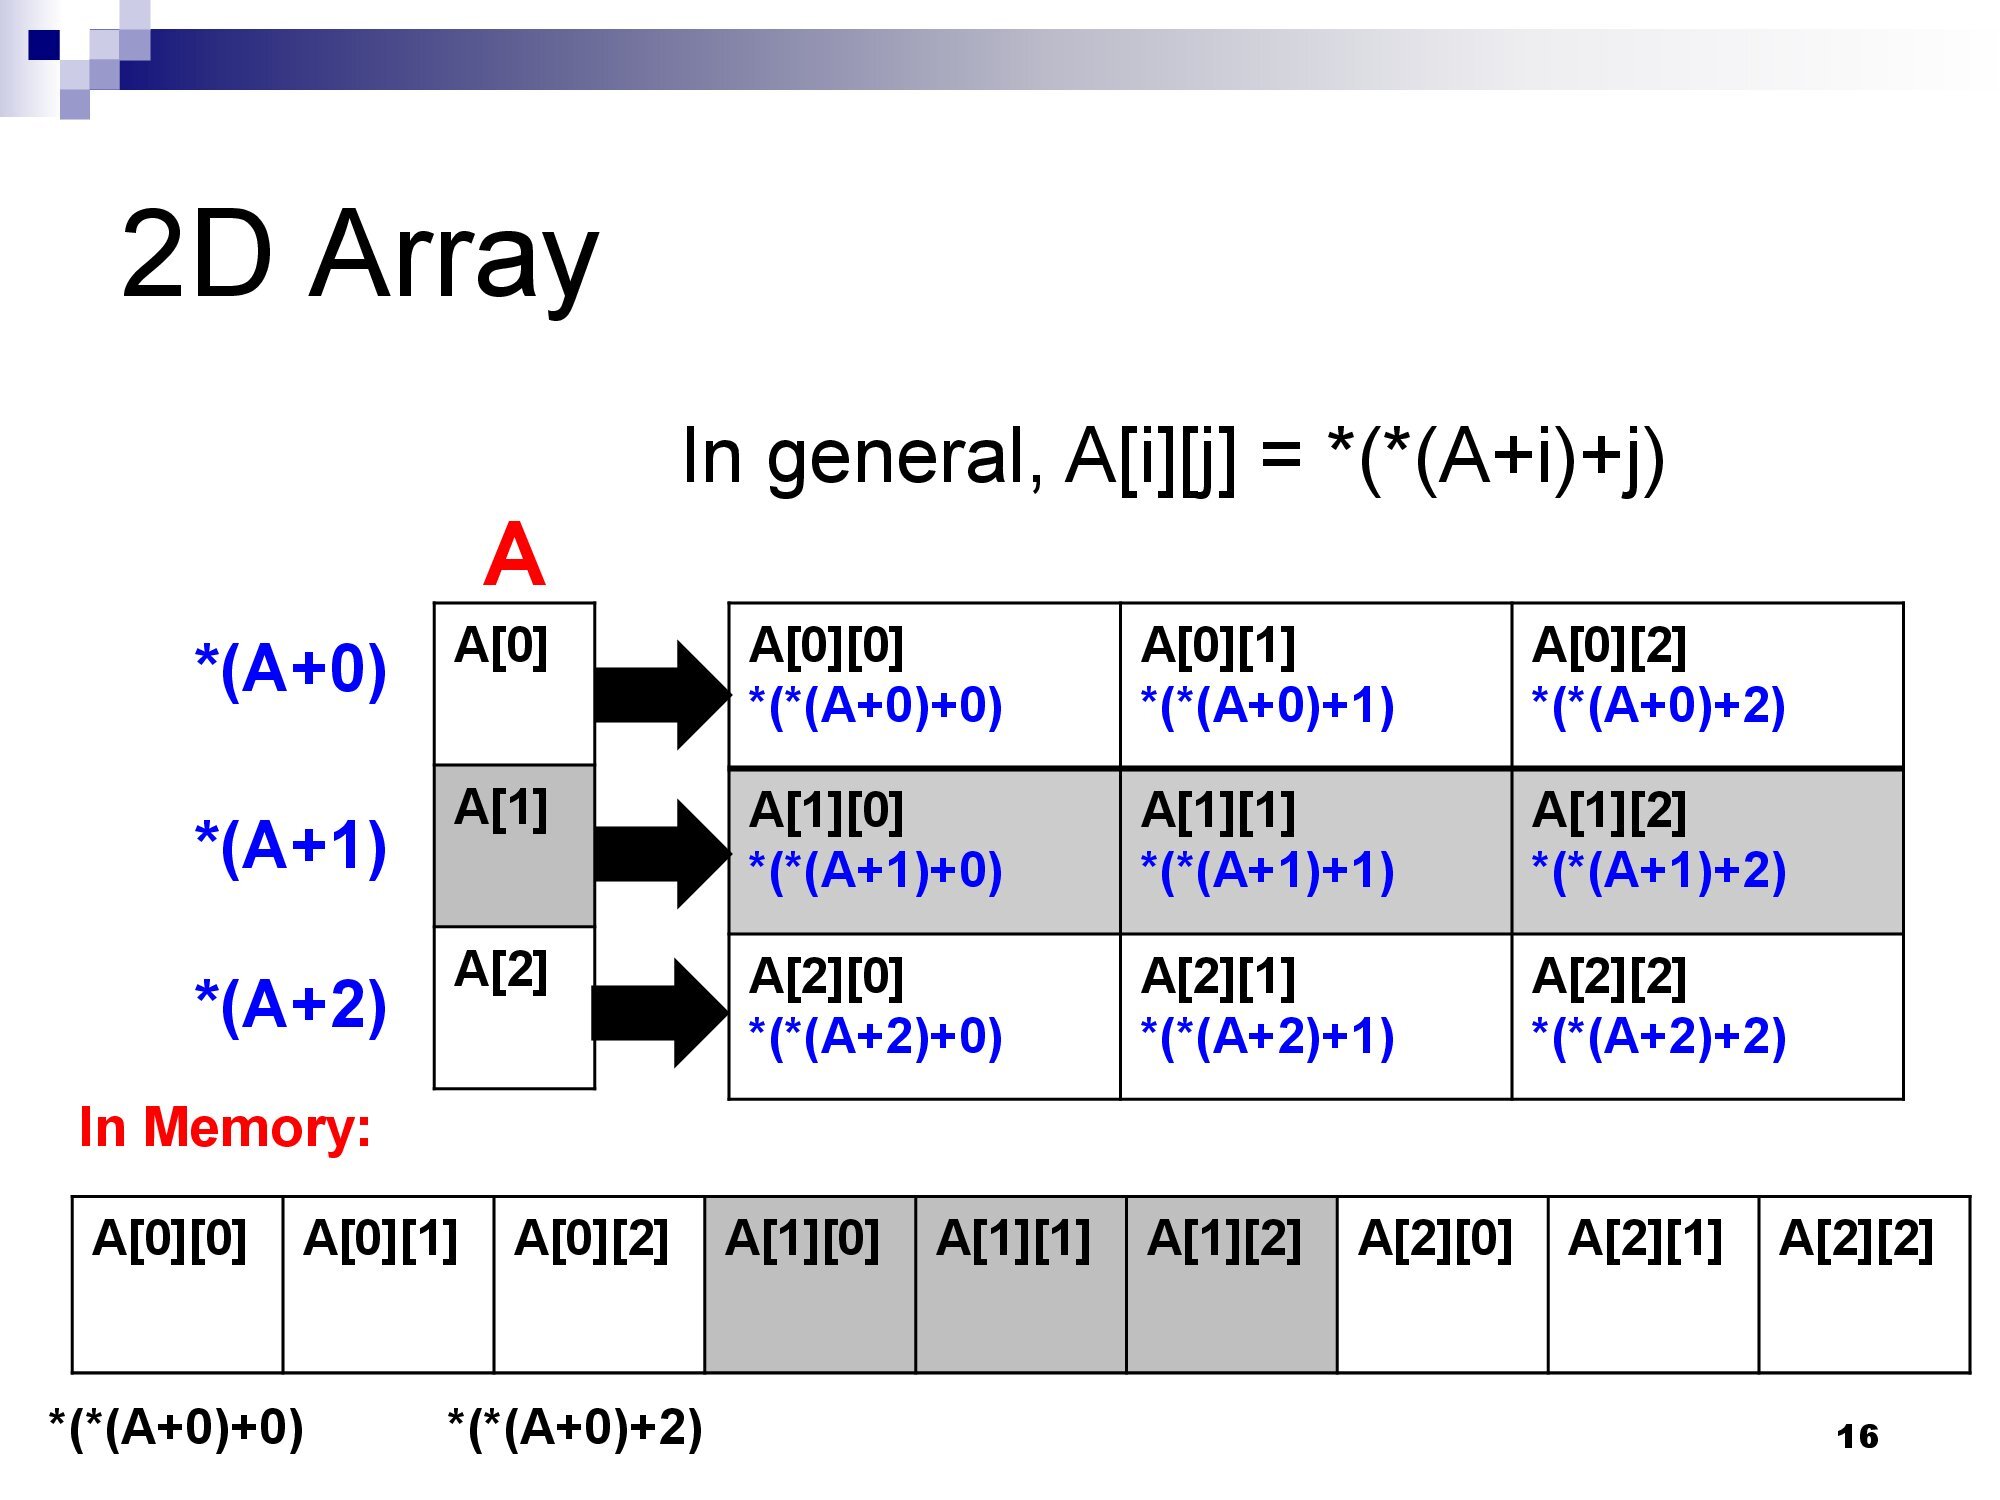 2D Array
In general, A[i][j] = *(*(A+i)+j)
A
*(A+0)
A[0]
A[0][0]
*(*(A+0)+0)
A[0][1]
*(*(A+0)+1)
A[0][2]
*(*(A+0)+2)
*(A+1)
A[1]
A[1][0]
*(*(A+1)+0)
A[1][1]
*(*(A+1)+1)
A[1][2]
*(*(A+1)+2)
*(A+2)
A[2]
A[2][0]
*(*(A+2)+0)
A[2][1]
*(*(A+2)+1)
A[2][2]
*(*(A+2)+2)
In Memory:
A[0][0] A[0][1] A[0][2] A[1][0] A[1][1] A[1][2] A[2][0] A[2][1] A[2][2]
*(*(A+0)+0) *(*(A+0)+2)
16